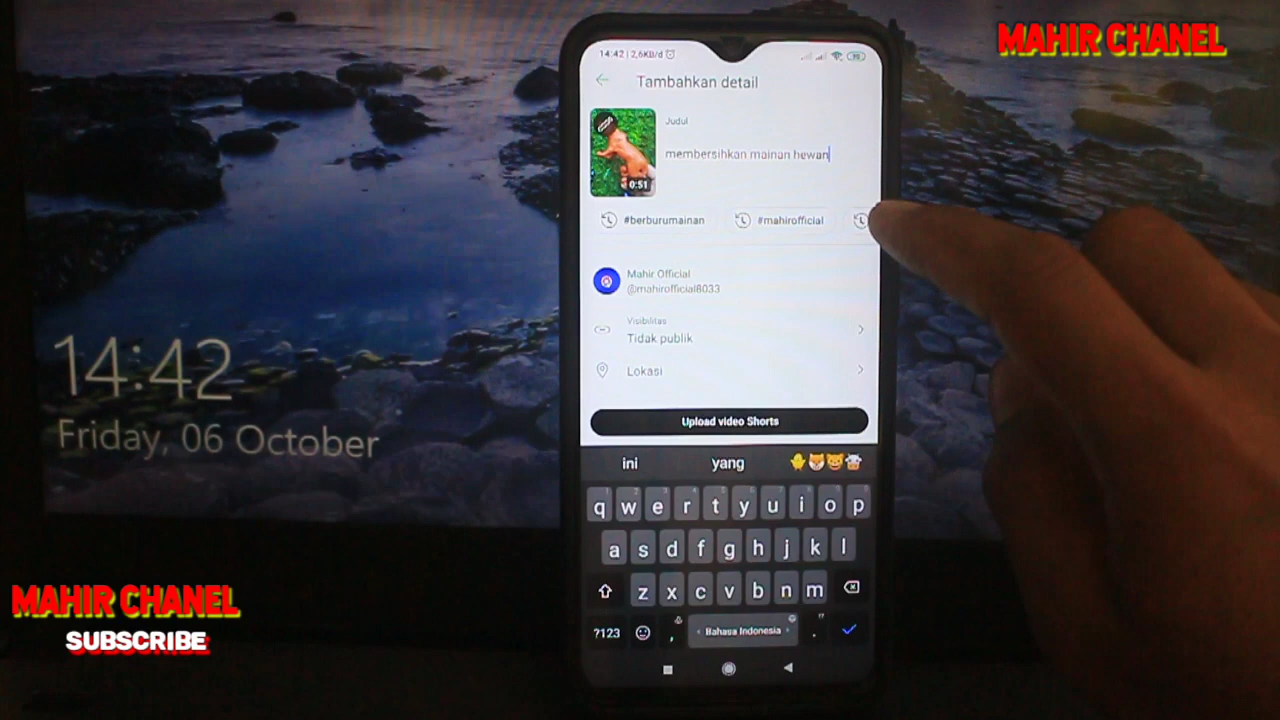 MAHIR CHANEL
14:42 | 2,6KB/d
Tambahkan detail
Judul
membersihkan mainan hewan
0:51
#berburumainan #mahirofficial
Mahir Official
@mahirofficial8033
Visibilitas
Tidak publik
Lokasi
Upload video Shorts
14:42
Friday, 06 October
ini yang
q w e r t y u i o p
a s d f g h j k l
z x c v b n m
?123 , Bahasa Indonesia .
MAHIR CHANEL
SUBSCRIBE